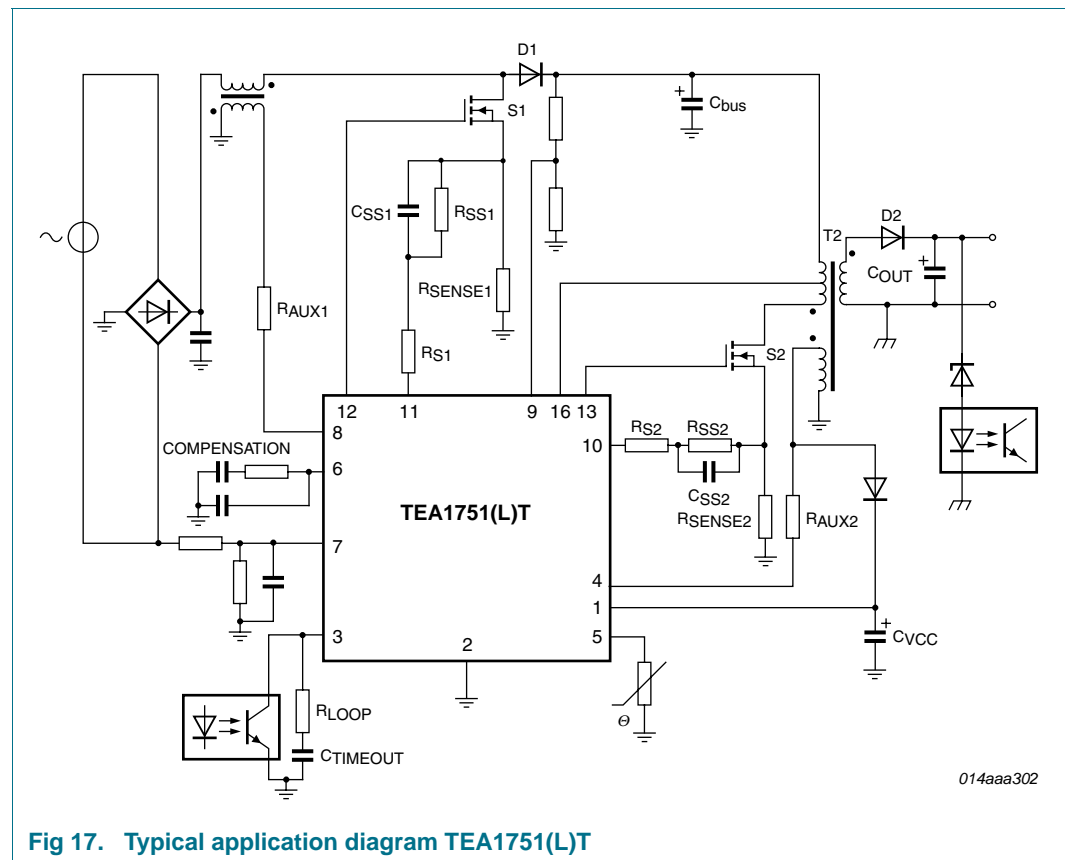 D1
S1
+
Cbus
CSS1
RSS1
D2
T2
+
COUT
RSENSE1
RAUX1
RS1
S2
12
11
9
16
13
8
10
RS2
RSS2
COMPENSATION
6
CSS2
TEA1751(L)T
RSENSE2
RAUX2
7
4
1
3
2
5
+
CVCC
RLOOP
Θ
CTIMEOUT
014aaa302
Fig 17. Typical application diagram TEA1751(L)T